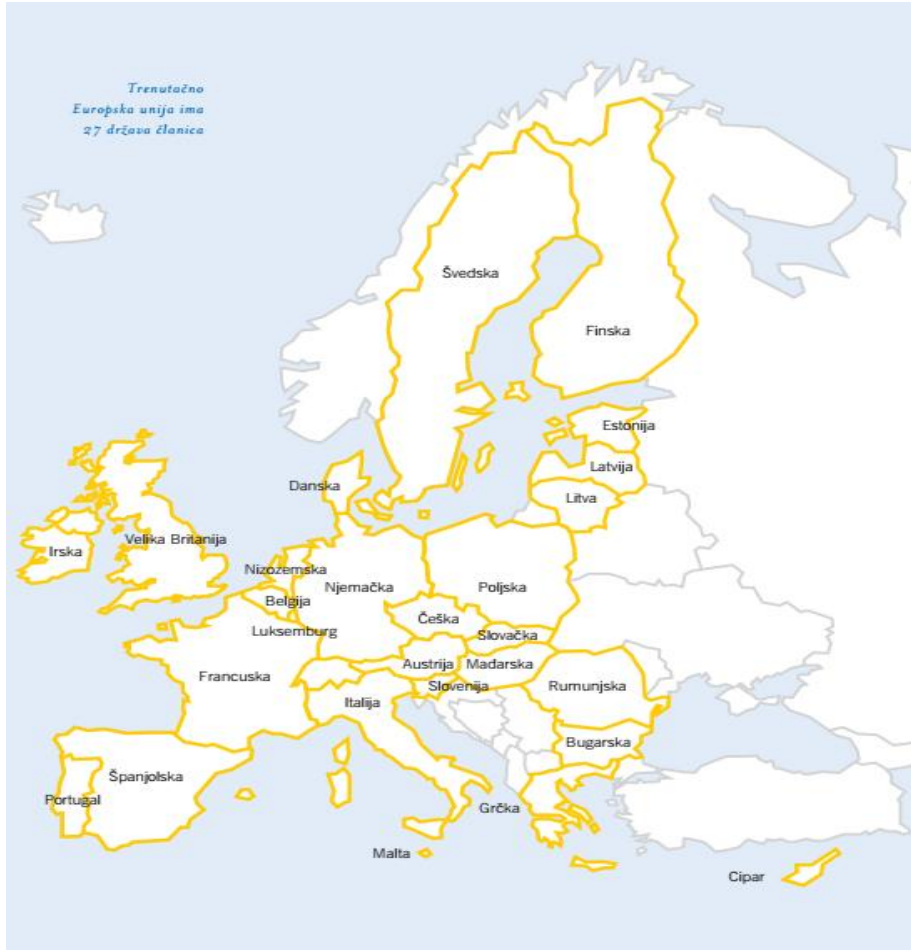 Trenutačno
Europska unija ima
27 država članica
Švedska
Finska
Estonija
Latvija
Danska
Litva
Irska
Velika Britanija
Nizozemska
Njemačka
Poljska
Belgija
Češka
Luksemburg
Slovačka
Austrija
Mađarska
Francuska
Slovenija
Rumunjska
Italija
Bugarska
Španjolska
Portugal
Grčka
Malta
Cipar